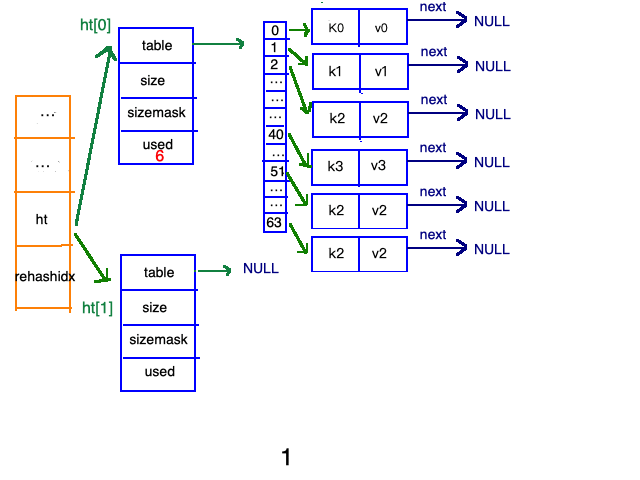 ht[0]
table
size
sizemask
used
6
...
...
ht
rehashidx
0
1
2
...
...
...
40
...
51
...
...
63
K0 v0 next NULL
k1 v1 next NULL
k2 v2 next NULL
k3 v3 next NULL
k2 v2 next NULL
k2 v2 next NULL
ht[1]
table
NULL
size
sizemask
used
1